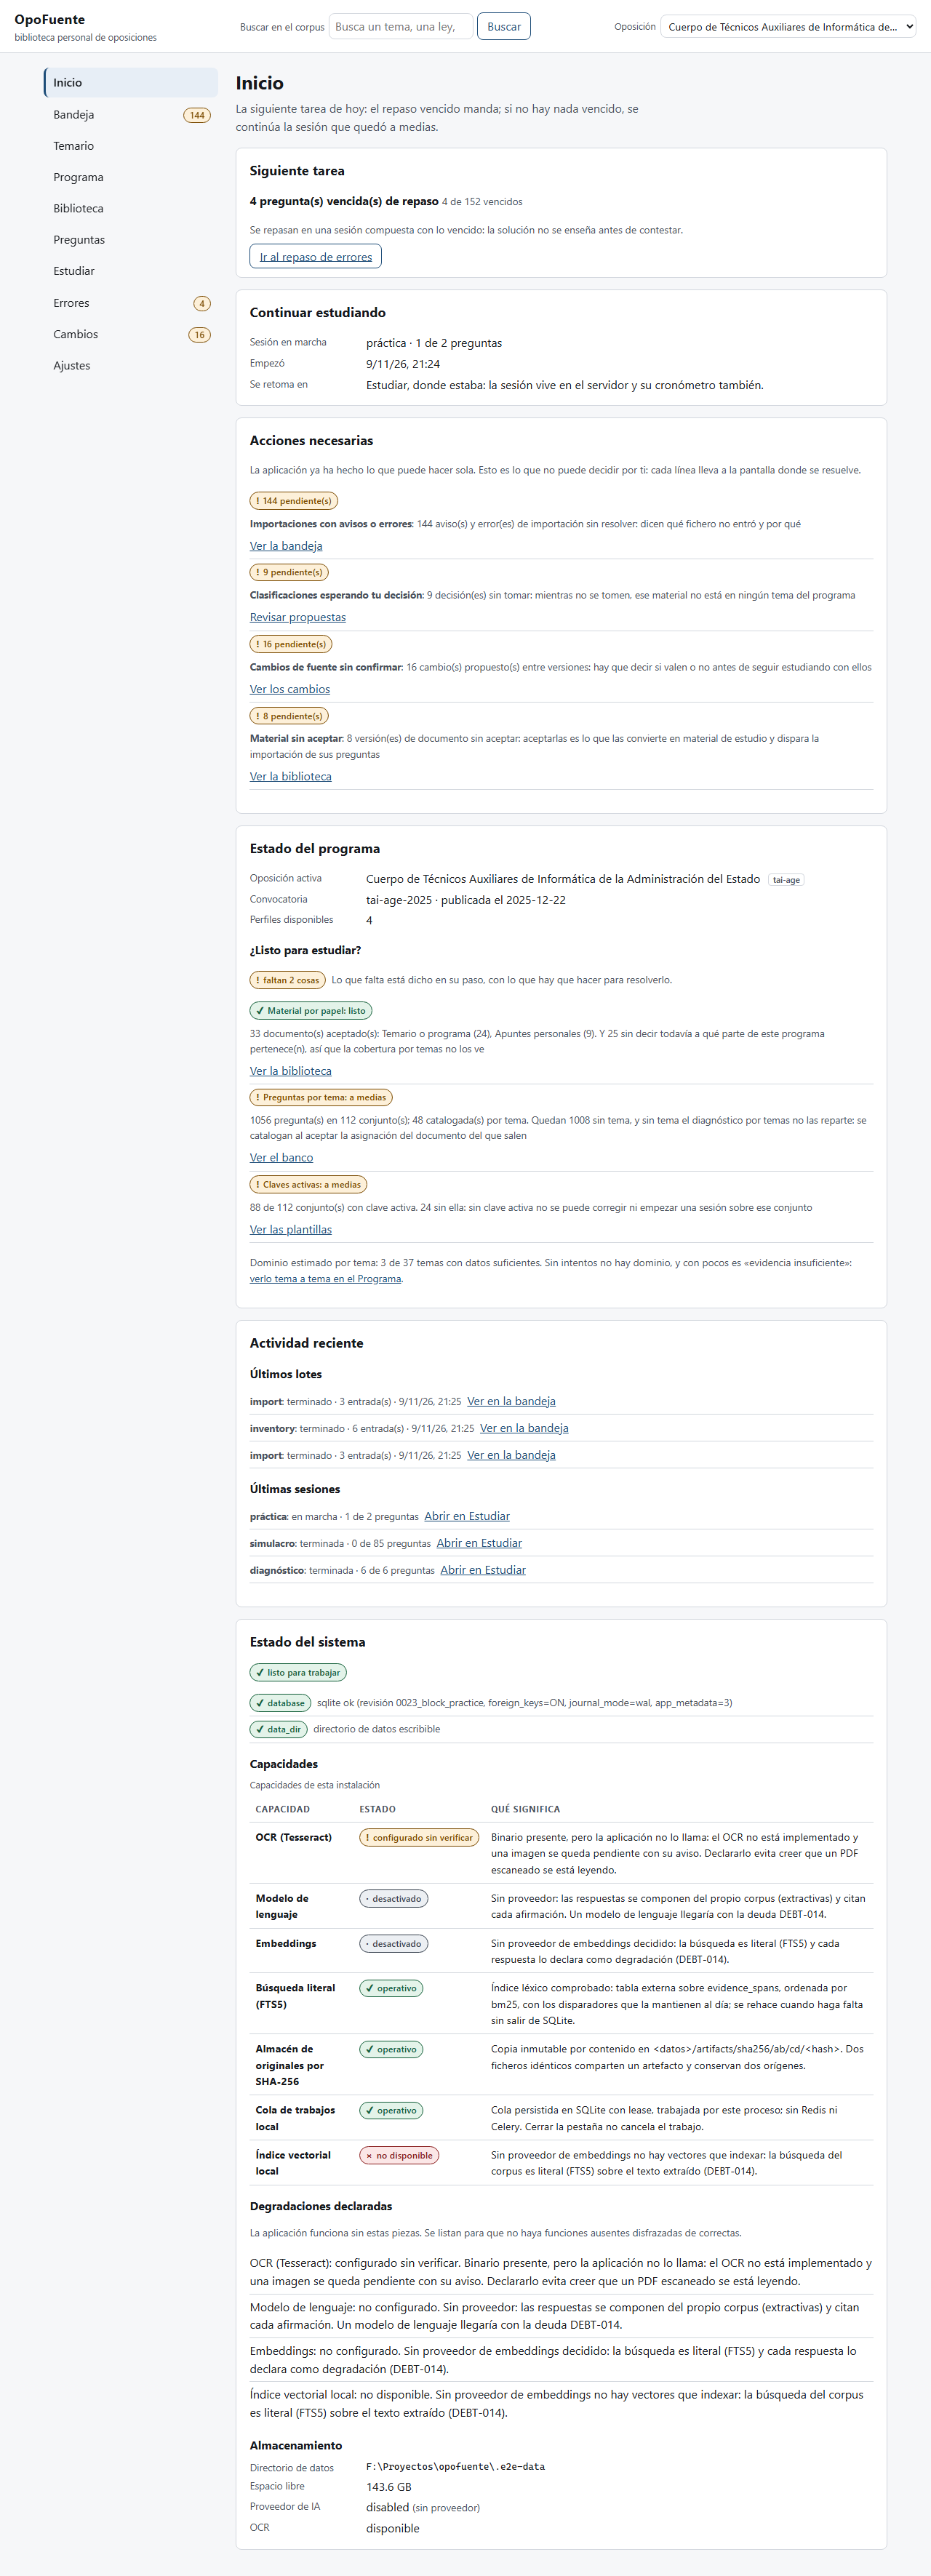 OpoFuente
biblioteca personal de oposiciones
Buscar en el corpus
Busca un tema, una ley,
Buscar
Oposición
Cuerpo de Técnicos Auxiliares de Informática de...
Inicio
Bandeja
144
Temario
Programa
Biblioteca
Preguntas
Estudiar
Errores
4
Cambios
16
Ajustes
Inicio
La siguiente tarea de hoy: el repaso vencido manda; si no hay nada vencido, se
continúa la sesión que quedó a medias.
Siguiente tarea
4 pregunta(s) vencida(s) de repaso 4 de 152 vencidos
Se repasan en una sesión compuesta con lo vencido: la solución no se enseña antes de contestar.
Ir al repaso de errores
Continuar estudiando
Sesión en marcha práctica · 1 de 2 preguntas
Empezó 9/11/26, 21:24
Se retoma en Estudiar, donde estaba: la sesión vive en el servidor y su cronómetro también.
Acciones necesarias
La aplicación ya ha hecho lo que puede hacer sola. Esto es lo que no puede decidir por ti: cada línea lleva a la pantalla donde se resuelve.
! 144 pendiente(s)
Importaciones con avisos o errores: 144 aviso(s) y error(es) de importación sin resolver: dicen qué fichero no entró y por qué
Ver la bandeja
! 9 pendiente(s)
Clasificaciones esperando tu decisión: 9 decisión(es) sin tomar: mientras no se tomen, ese material no está en ningún tema del programa
Revisar propuestas
! 16 pendiente(s)
Cambios de fuente sin confirmar: 16 cambio(s) propuesto(s) entre versiones: hay que decir si valen o no antes de seguir estudiando con ellos
Ver los cambios
! 8 pendiente(s)
Material sin aceptar: 8 versión(es) de documento sin aceptar: aceptarlas es lo que las convierte en material de estudio y dispara la
importación de sus preguntas
Ver la biblioteca
Estado del programa
Oposición activa Cuerpo de Técnicos Auxiliares de Informática de la Administración del Estado tai-age
Convocatoria tai-age-2025 · publicada el 2025-12-22
Perfiles disponibles 4
¿Listo para estudiar?
! faltan 2 cosas Lo que falta está dicho en su paso, con lo que hay que hacer para resolverlo.
✓ Material por papel: listo
33 documento(s) aceptado(s): Temario o programa (24), Apuntes personales (9). Y 25 sin decir todavía a qué parte de este programa
pertenece(n), así que la cobertura por temas no los ve
Ver la biblioteca
! Preguntas por tema: a medias
1056 pregunta(s) en 112 conjunto(s); 48 catalogada(s) por tema. Quedan 1008 sin tema, y sin tema el diagnóstico por temas no las reparte: se
catalogan al aceptar la asignación del documento del que salen
Ver el banco
! Claves activas: a medias
88 de 112 conjunto(s) con clave activa. 24 sin ella: sin clave activa no se puede corregir ni empezar una sesión sobre ese conjunto
Ver las plantillas
Dominio estimado por tema: 3 de 37 temas con datos suficientes. Sin intentos no hay dominio, y con pocos es «evidencia insuficiente»:
verlo tema a tema en el Programa.
Actividad reciente
Últimos lotes
import: terminado · 3 entrada(s) · 9/11/26, 21:25 Ver en la bandeja
inventory: terminado · 6 entrada(s) · 9/11/26, 21:25 Ver en la bandeja
import: terminado · 3 entrada(s) · 9/11/26, 21:25 Ver en la bandeja
Últimas sesiones
práctica: en marcha · 1 de 2 preguntas Abrir en Estudiar
simulacro: terminada · 0 de 85 preguntas Abrir en Estudiar
diagnóstico: terminada · 6 de 6 preguntas Abrir en Estudiar
Estado del sistema
✓ listo para trabajar
✓ database sqlite ok (revisión 0023_block_practice, foreign_keys=ON, journal_mode=wal, app_metadata=3)
✓ data_dir directorio de datos escribible
Capacidades
Capacidades de esta instalación
CAPACIDAD ESTADO QUÉ SIGNIFICA
OCR (Tesseract) ! configurado sin verificar Binario presente, pero la aplicación no lo llama: el OCR no está implementado y
una imagen se queda pendiente con su aviso. Declararlo evita creer que un PDF
escaneado se está leyendo.
Modelo de
lenguaje
· desactivado
Sin proveedor: las respuestas se componen del propio corpus (extractivas) y citan
cada afirmación. Un modelo de lenguaje llegaría con la deuda DEBT-014.
Embeddings · desactivado Sin proveedor de embeddings decidido: la búsqueda es literal (FTS5) y cada
respuesta lo declara como degradación (DEBT-014).
Búsqueda literal
(FTS5)
✓ operativo
Índice léxico comprobado: tabla externa sobre evidence_spans, ordenada por
bm25, con los disparadores que la mantienen al día; se rehace cuando haga falta
sin salir de SQLite.
Almacén de
originales por
SHA-256
✓ operativo
Copia inmutable por contenido en <datos>/artifacts/sha256/ab/cd/<hash>. Dos
ficheros idénticos comparten un artefacto y conservan dos orígenes.
Cola de trabajos
local
✓ operativo
Cola persistida en SQLite con lease, trabajada por este proceso; sin Redis ni
Celery. Cerrar la pestaña no cancela el trabajo.
Índice vectorial
local
× no disponible
Sin proveedor de embeddings no hay vectores que indexar: la búsqueda del
corpus es literal (FTS5) sobre el texto extraído (DEBT-014).
Degradaciones declaradas
La aplicación funciona sin estas piezas. Se listan para que no haya funciones ausentes disfrazadas de correctas.
OCR (Tesseract): configurado sin verificar. Binario presente, pero la aplicación no lo llama: el OCR no está implementado y
una imagen se queda pendiente con su aviso. Declararlo evita creer que un PDF escaneado se está leyendo.
Modelo de lenguaje: no configurado. Sin proveedor: las respuestas se componen del propio corpus (extractivas) y citan
cada afirmación. Un modelo de lenguaje llegaría con la deuda DEBT-014.
Embeddings: no configurado. Sin proveedor de embeddings decidido: la búsqueda es literal (FTS5) y cada respuesta lo
declara como degradación (DEBT-014).
Índice vectorial local: no disponible. Sin proveedor de embeddings no hay vectores que indexar: la búsqueda del corpus
es literal (FTS5) sobre el texto extraído (DEBT-014).
Almacenamiento
Directorio de datos F:\Proyectos\opofuente\.e2e-data
Espacio libre 143.6 GB
Proveedor de IA disabled (sin proveedor)
OCR disponible